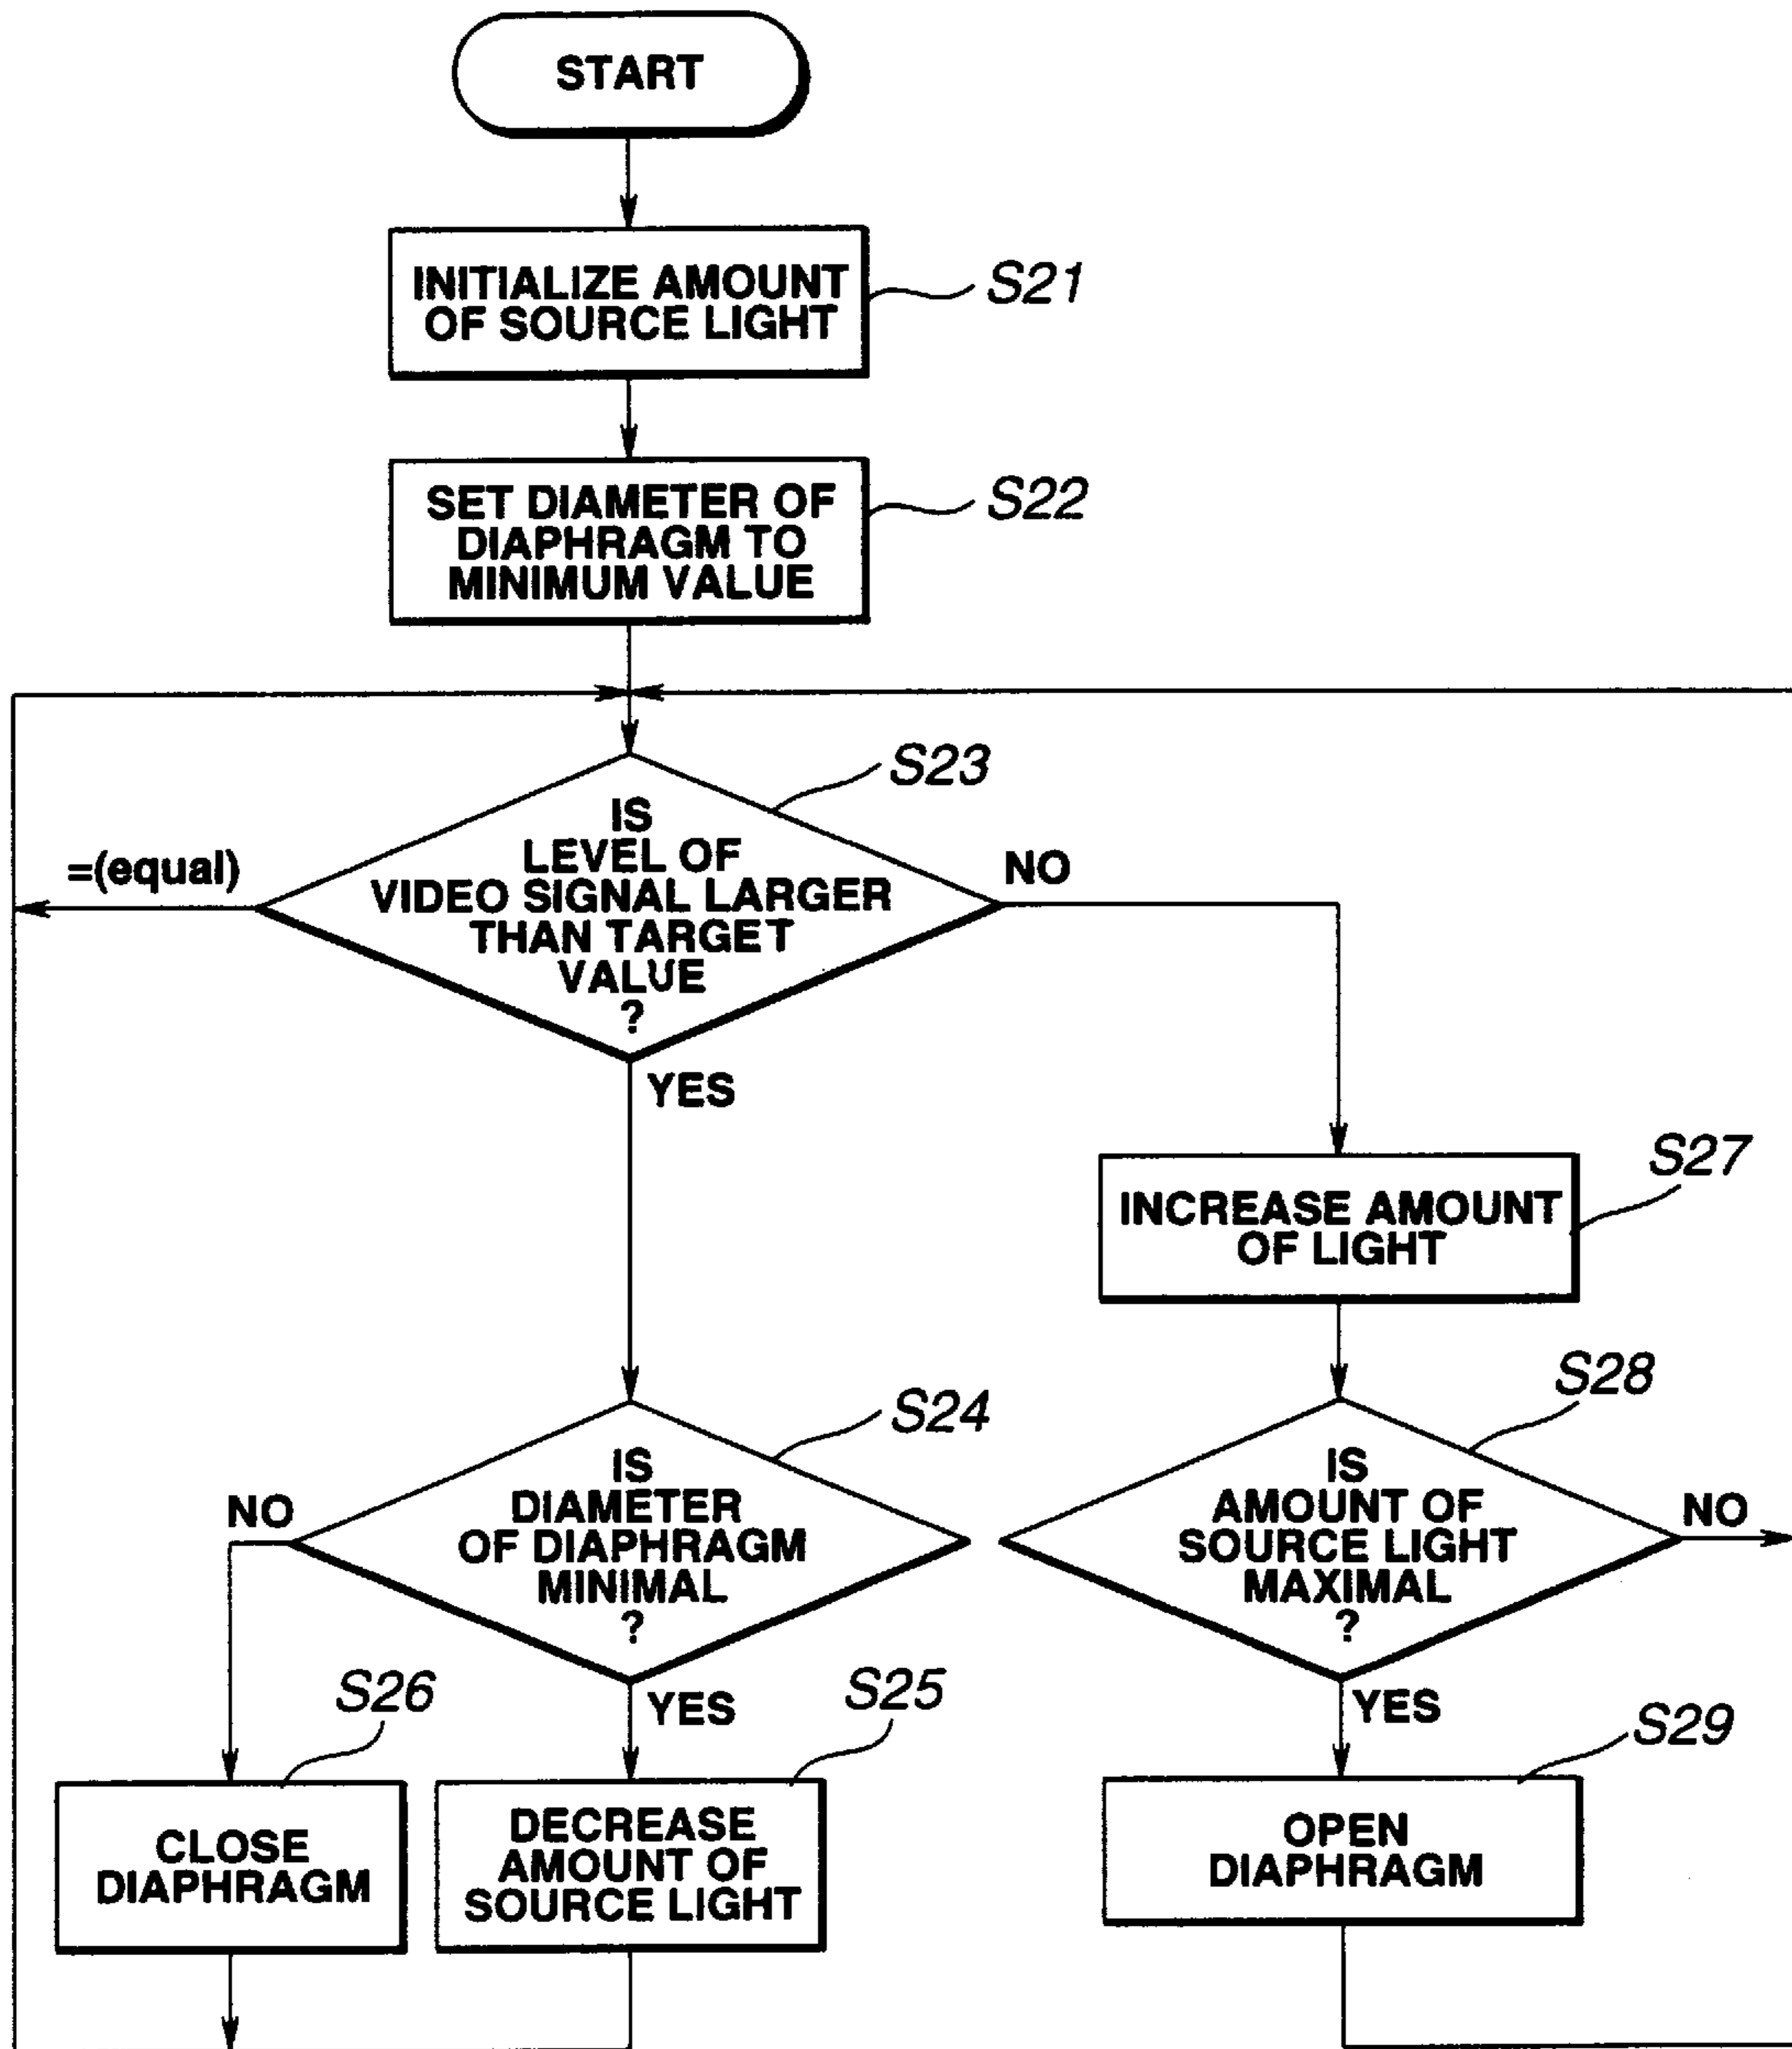 START
INITIALIZE AMOUNT
OF SOURCE LIGHT
S21
SET DIAMETER OF
DIAPHRAGM TO
MINIMUM VALUE
S22
S23
IS
LEVEL OF
VIDEO SIGNAL LARGER
THAN TARGET
VALUE
?
=(equal)
NO
YES
S27
INCREASE AMOUNT
OF LIGHT
S24
IS
DIAMETER
OF DIAPHRAGM
MINIMAL
?
NO
YES
S28
IS
AMOUNT OF
SOURCE LIGHT
MAXIMAL
?
NO
YES
S26
CLOSE
DIAPHRAGM
S25
DECREASE
AMOUNT OF
SOURCE LIGHT
S29
OPEN
DIAPHRAGM